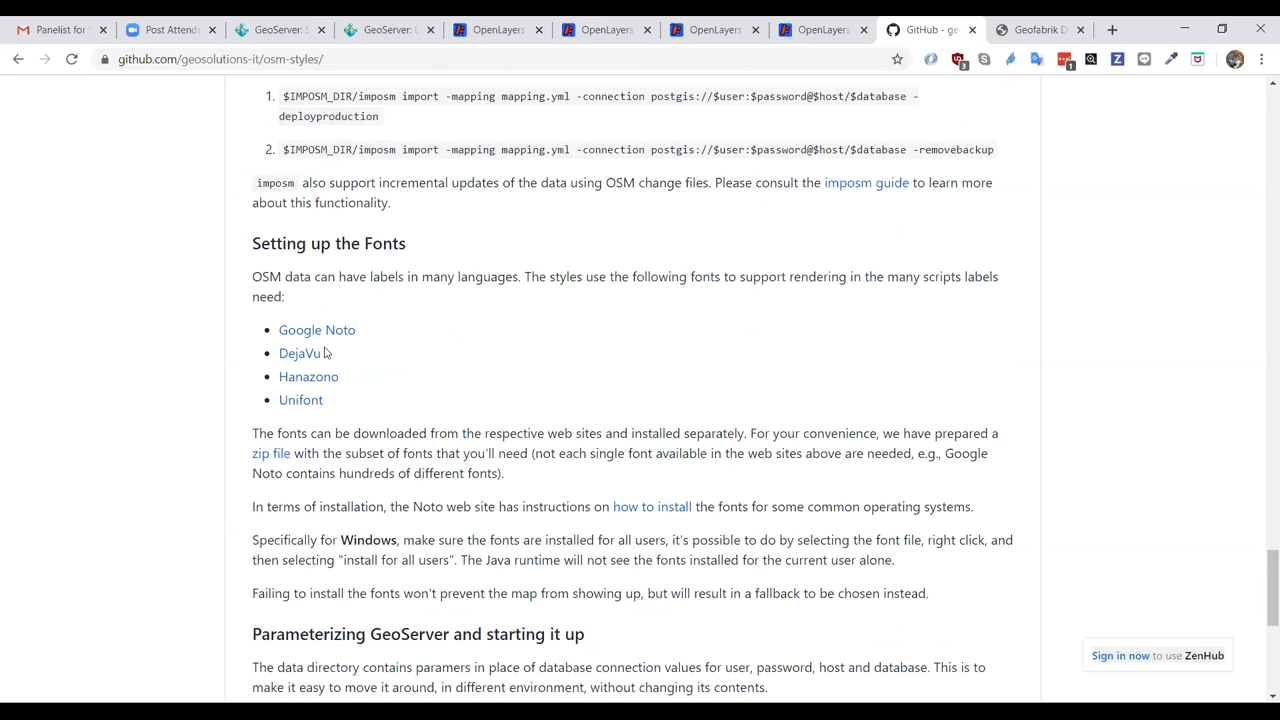 Panelist for
Post Attend
GeoServer: S
GeoServer: L
OpenLayers
OpenLayers
OpenLayers
OpenLayers
GitHub - ge
Geofabrik D
github.com/geosolutions-it/osm-styles/
3
1
1. $IMPOSM_DIR/imposm import -mapping mapping.yml -connection postgis://$user:$password@$host/$database -
deployproduction
2. $IMPOSM_DIR/imposm import -mapping mapping.yml -connection postgis://$user:$password@$host/$database -removebackup
imposm also support incremental updates of the data using OSM change files. Please consult the imposm guide to learn more
about this functionality.
Setting up the Fonts
OSM data can have labels in many languages. The styles use the following fonts to support rendering in the many scripts labels
need:
Google Noto
DejaVu
Hanazono
Unifont
The fonts can be downloaded from the respective web sites and installed separately. For your convenience, we have prepared a
zip file with the subset of fonts that you'll need (not each single font available in the web sites above are needed, e.g., Google
Noto contains hundreds of different fonts).
In terms of installation, the Noto web site has instructions on how to install the fonts for some common operating systems.
Specifically for Windows, make sure the fonts are installed for all users, it's possible to do by selecting the font file, right click, and
then selecting "install for all users". The Java runtime will not see the fonts installed for the current user alone.
Failing to install the fonts won't prevent the map from showing up, but will result in a fallback to be chosen instead.
Parameterizing GeoServer and starting it up
Sign in now to use ZenHub
The data directory contains paramers in place of database connection values for user, password, host and database. This is to
make it easy to move it around, in different environment, without changing its contents.